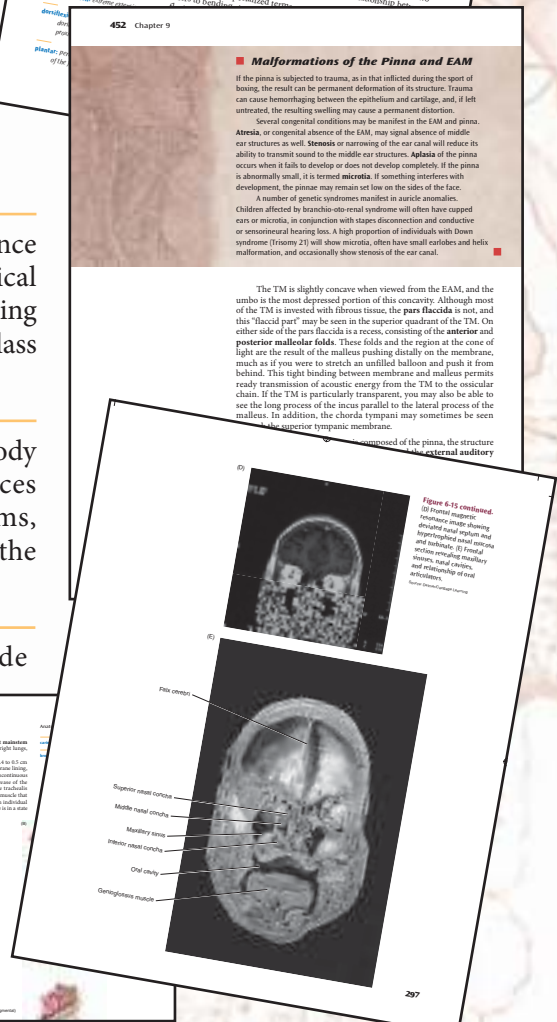 452 Chapter 9
Malformations of the Pinna and EAM
If the pinna is subjected to trauma, as in that inflicted during the sport of
boxing, the result can be permanent deformation of its structure. Trauma
can cause hemorrhaging between the epithelium and cartilage, and, if left
untreated, the resulting swelling may cause a permanent distortion.
Several congenital conditions may be manifest in the EAM and pinna.
Atresia, or congenital absence of the EAM, may signal absence of middle
ear structures as well. Stenosis or narrowing of the ear canal will reduce its
ability to transmit sound to the middle ear structures. Aplasia of the pinna
occurs when it fails to develop or does not develop completely. If the pinna
is abnormally small, it is termed microtia. If something interferes with
development, the pinnae may remain set low on the sides of the face.
A number of genetic syndromes manifest in auricle anomalies.
Children affected by branchio-oto-renal syndrome will often have cupped
ears or microtia, in conjunction with stapes disconnection and conductive
or sensorineural hearing loss. A high proportion of individuals with Down
syndrome (Trisomy 21) will show microtia, often have small earlobes and helix
malformation, and occasionally show stenosis of the ear canal.
The TM is slightly concave when viewed from the EAM, and the
umbo is the most depressed portion of this concavity. Although most
of the TM is invested with fibrous tissue, the pars flaccida is not, and
this "flaccid part" may be seen in the superior quadrant of the TM. On
either side of the pars flaccida is a recess, consisting of the anterior and
posterior malleolar folds. These folds and the region at the cone of
light are the result of the malleus pushing distally on the membrane,
much as if you were to stretch an unfilled balloon and push it from
behind. This tight binding between membrane and malleus permits
ready transmission of acoustic energy from the TM to the ossicular
chain. If the TM is particularly transparent, you may also be able to
see the long process of the incus parallel to the lateral process of the
malleus. In addition, the chorda tympani may sometimes be seen
the superior tympanic membrane.
composed of the pinna, the structure
external auditory
nce
ical
ing
lass
ody
ces
ms,
the
de
(D)
Figure 6-15 continued.
(D) Frontal magnetic
resonance image showing
deviated nasal septum and
hypertrophied nasal mucosa
and turbinate. (E) Frontal
section revealing maxillary
sinuses, nasal cavities,
and relationship of oral
articulators.
(E)
Falx cerebri
Superior nasal concha
Middle nasal concha
Maxillary sinus
Inferior nasal concha
Oral cavity
Genioglossus muscle
297